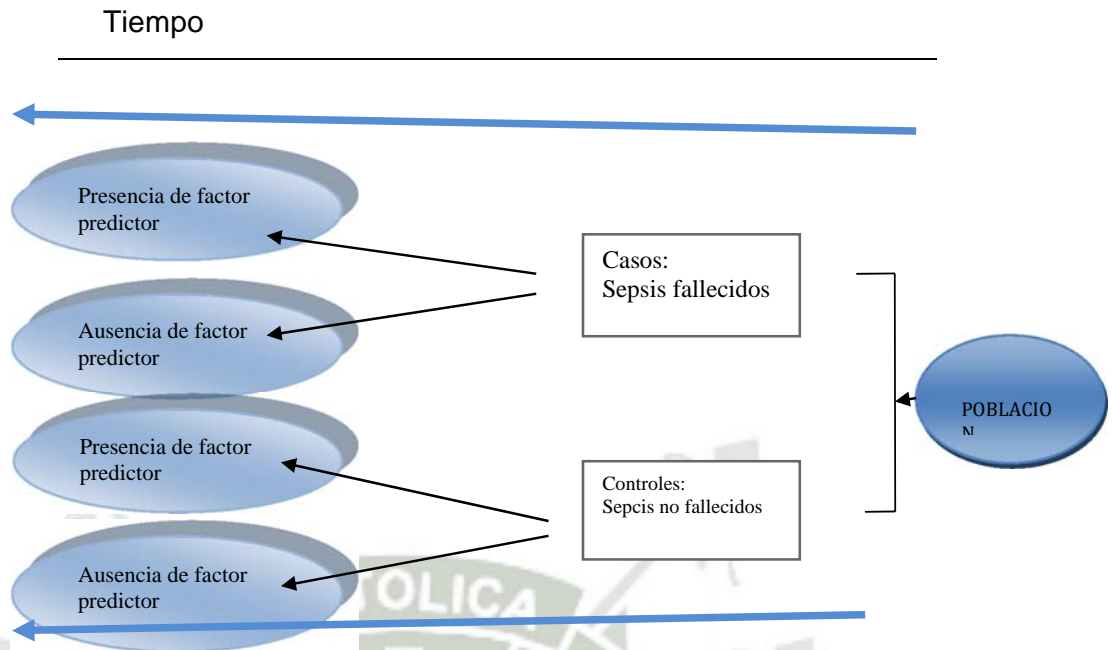 Tiempo
Presencia de factor
predictor
Casos:
Sepsis fallecidos
Ausencia de factor
predictor
POBLACIO
N
Presencia de factor
predictor
Controles:
Sepcis no fallecidos
Ausencia de factor
predictor